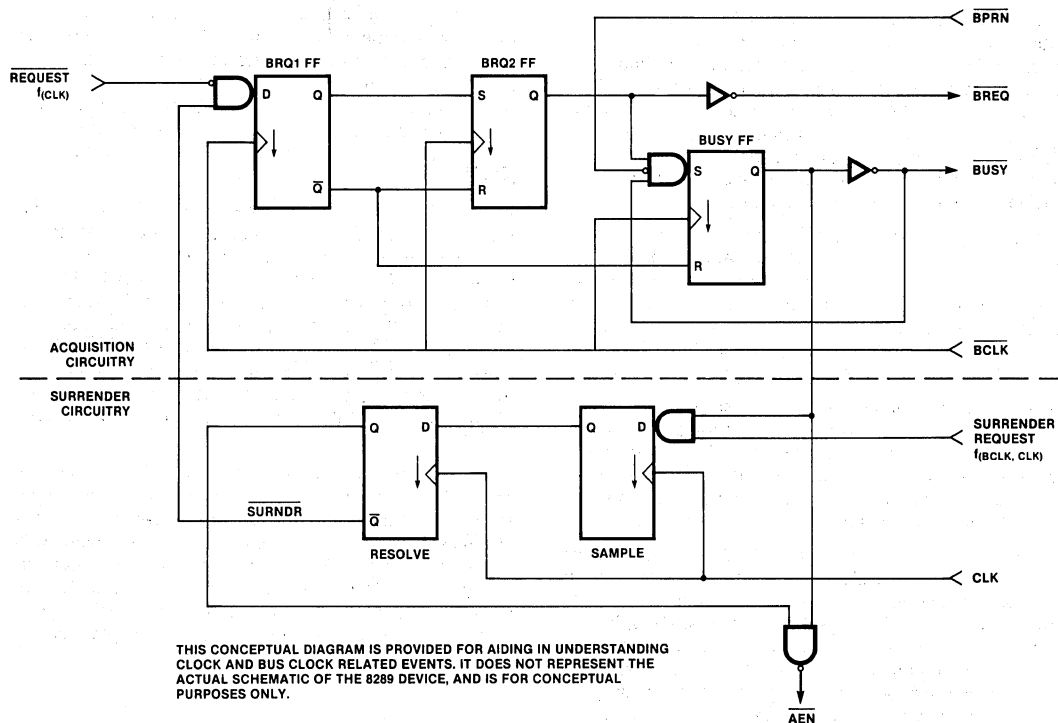 BPRN
BRQ1 FF
BRQ2 FF
REQUEST
f(CLK)
D
Q
S
Q
BREQ
BUSY FF
S
Q
BUSY
Q
R
R
ACQUISITION
CIRCUITRY
BCLK
SURRENDER
CIRCUITRY
Q
D
Q
D
SURRENDER
REQUEST
f(BCLK, CLK)
SURNDR
Q
RESOLVE
SAMPLE
CLK
THIS CONCEPTUAL DIAGRAM IS PROVIDED FOR AIDING IN UNDERSTANDING
CLOCK AND BUS CLOCK RELATED EVENTS. IT DOES NOT REPRESENT THE
ACTUAL SCHEMATIC OF THE 8289 DEVICE, AND IS FOR CONCEPTUAL
PURPOSES ONLY.
AEN